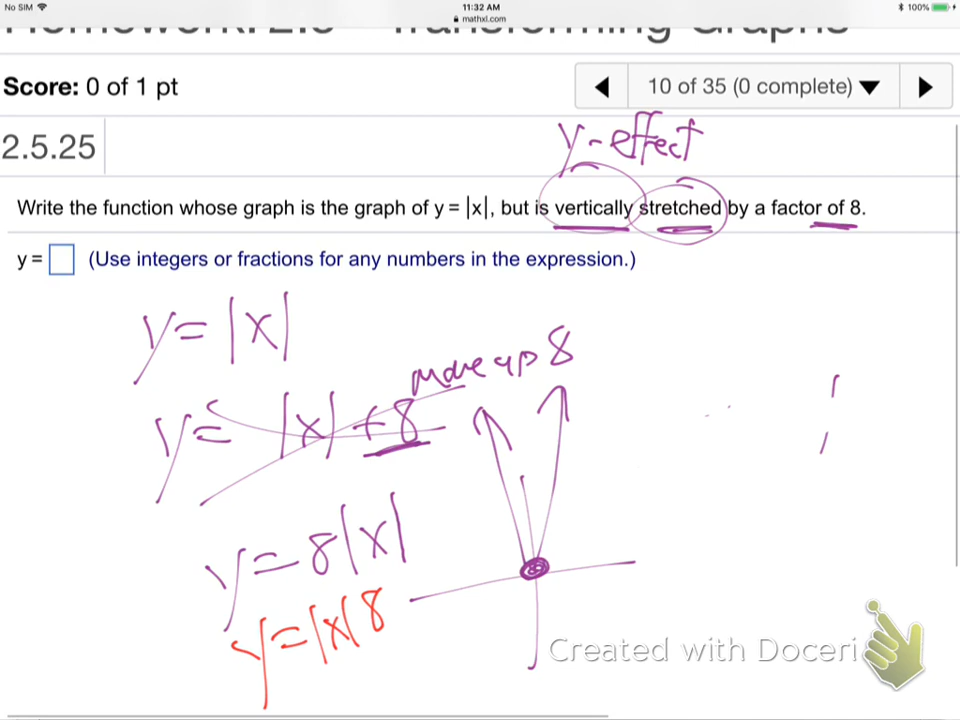 No SIM
11:32 AM
100%
mathxl.com
Score: 0 of 1 pt
10 of 35 (0 complete)
2.5.25
y-effect
Write the function whose graph is the graph of y = |x|, but is vertically stretched by a factor of 8.
y = (Use integers or fractions for any numbers in the expression.)
y = |x|
move up 8
y = |x| + 8
y = 8|x|
y = |x| 8
Created with Doceri